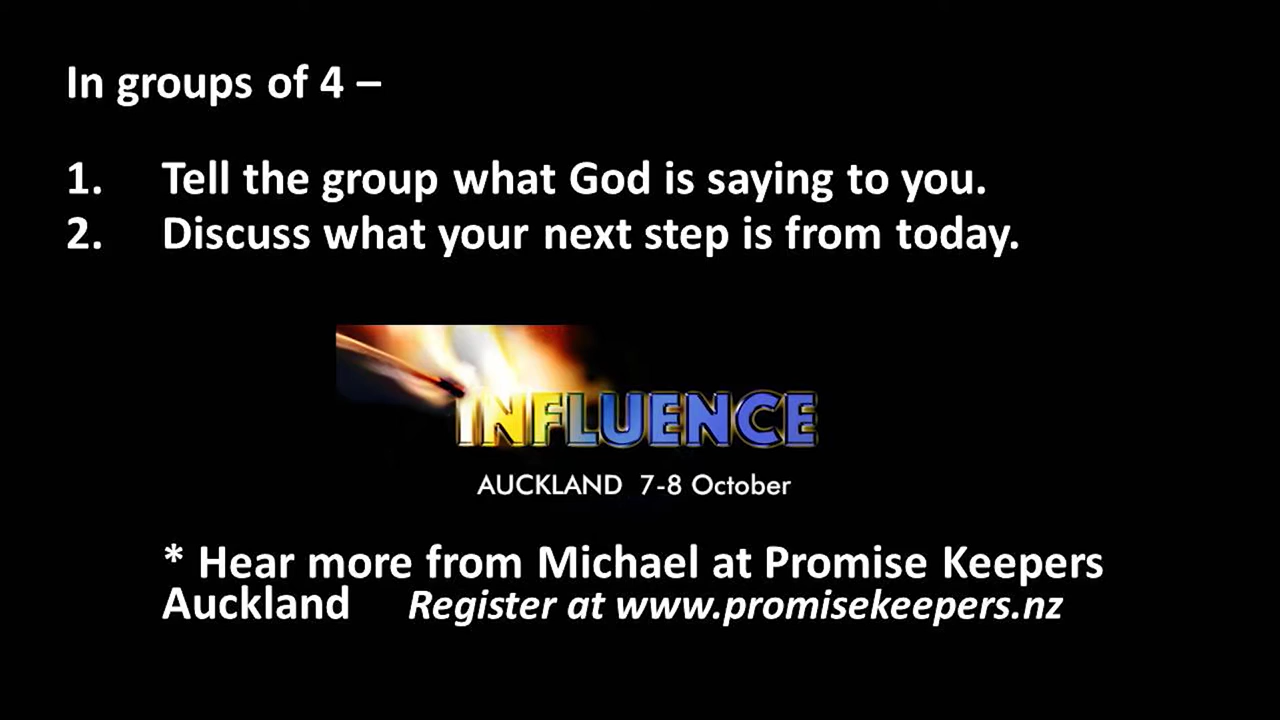 In groups of 4 –
1. Tell the group what God is saying to you.
2. Discuss what your next step is from today.
INFLUENCE
AUCKLAND 7-8 October
* Hear more from Michael at Promise Keepers
Auckland Register at www.promisekeepers.nz